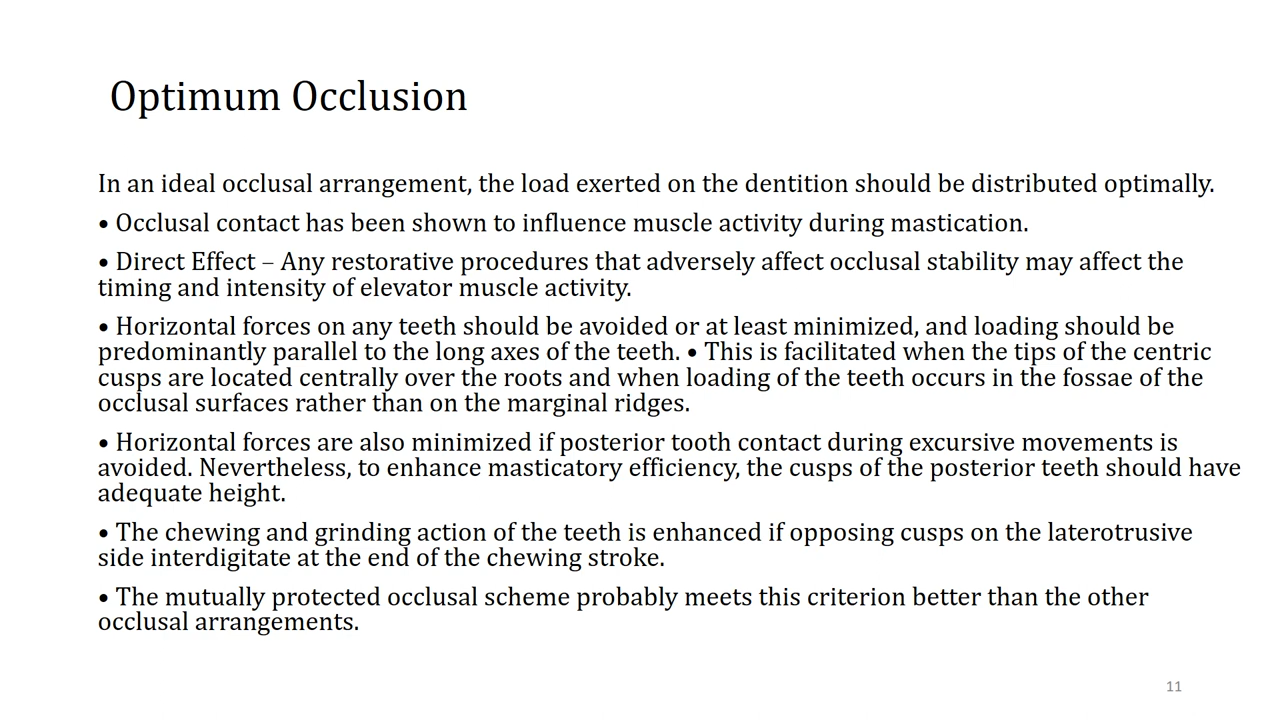 Optimum Occlusion
In an ideal occlusal arrangement, the load exerted on the dentition should be distributed optimally.
• Occlusal contact has been shown to influence muscle activity during mastication.
• Direct Effect – Any restorative procedures that adversely affect occlusal stability may affect the
timing and intensity of elevator muscle activity.
• Horizontal forces on any teeth should be avoided or at least minimized, and loading should be
predominantly parallel to the long axes of the teeth. • This is facilitated when the tips of the centric
cusps are located centrally over the roots and when loading of the teeth occurs in the fossae of the
occlusal surfaces rather than on the marginal ridges.
• Horizontal forces are also minimized if posterior tooth contact during excursive movements is
avoided. Nevertheless, to enhance masticatory efficiency, the cusps of the posterior teeth should have
adequate height.
• The chewing and grinding action of the teeth is enhanced if opposing cusps on the laterotrusive
side interdigitate at the end of the chewing stroke.
• The mutually protected occlusal scheme probably meets this criterion better than the other
occlusal arrangements.
11